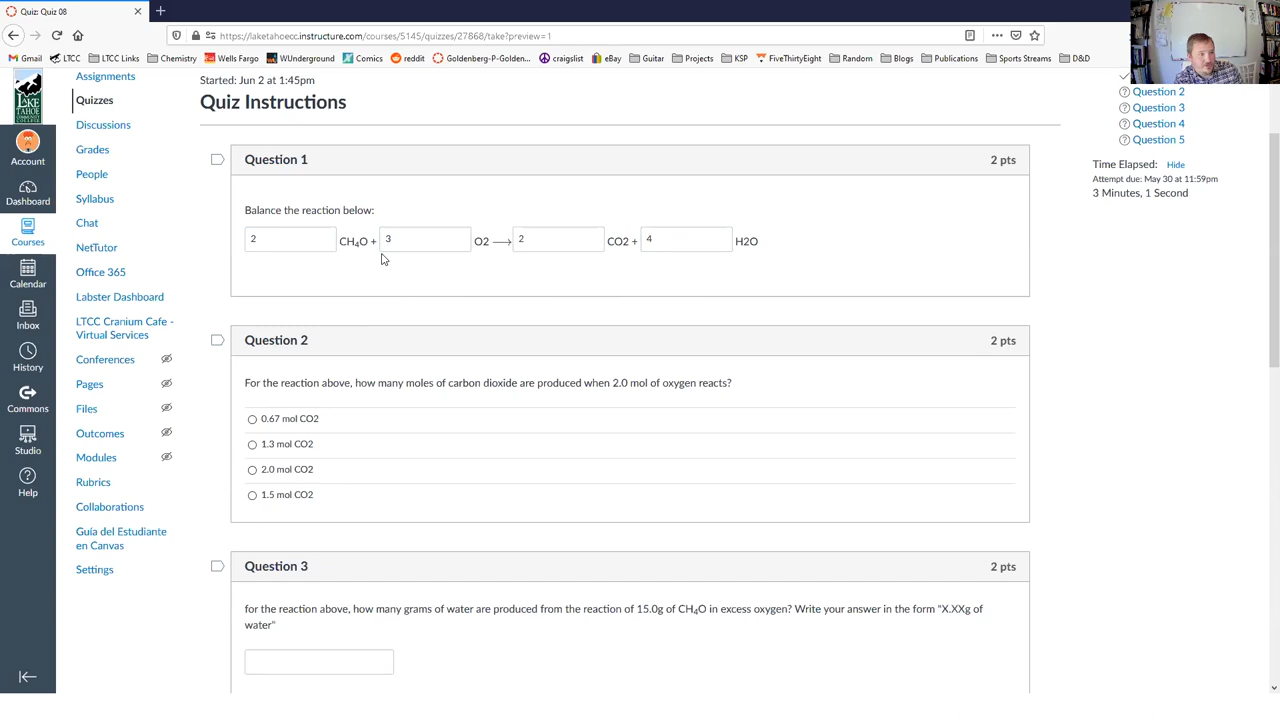 Quiz: Quiz 08
https://laketahoecc.instructure.com/courses/5145/quizzes/27868/take?preview=1
Gmail LTCC LTCC Links Chemistry Wells Fargo WUnderground Comics reddit Goldenberg-P-Golden... craigslist eBay Guitar Projects KSP FiveThirtyEight Random Blogs Publications Sports Streams D&D
LAKE
TAHOE
COMMUNITY
COLLEGE
Account
Dashboard
Courses
Calendar
Inbox
History
Commons
Studio
Help
Assignments
Quizzes
Discussions
Grades
People
Syllabus
Chat
NetTutor
Office 365
Labster Dashboard
LTCC Cranium Cafe -
Virtual Services
Conferences
Pages
Files
Outcomes
Modules
Rubrics
Collaborations
Guía del Estudiante
en Canvas
Settings
Started: Jun 2 at 1:45pm
Quiz Instructions
Question 1 2 pts
Balance the reaction below:
2 CH₄O + 3 O2 ⟶ 2 CO2 + 4 H2O
Question 2 2 pts
For the reaction above, how many moles of carbon dioxide are produced when 2.0 mol of oxygen reacts?
0.67 mol CO2
1.3 mol CO2
2.0 mol CO2
1.5 mol CO2
Question 3 2 pts
for the reaction above, how many grams of water are produced from the reaction of 15.0g of CH₄O in excess oxygen? Write your answer in the form "X.XXg of
water"
Question 2
Question 3
Question 4
Question 5
Time Elapsed: Hide
Attempt due: May 30 at 11:59pm
3 Minutes, 1 Second